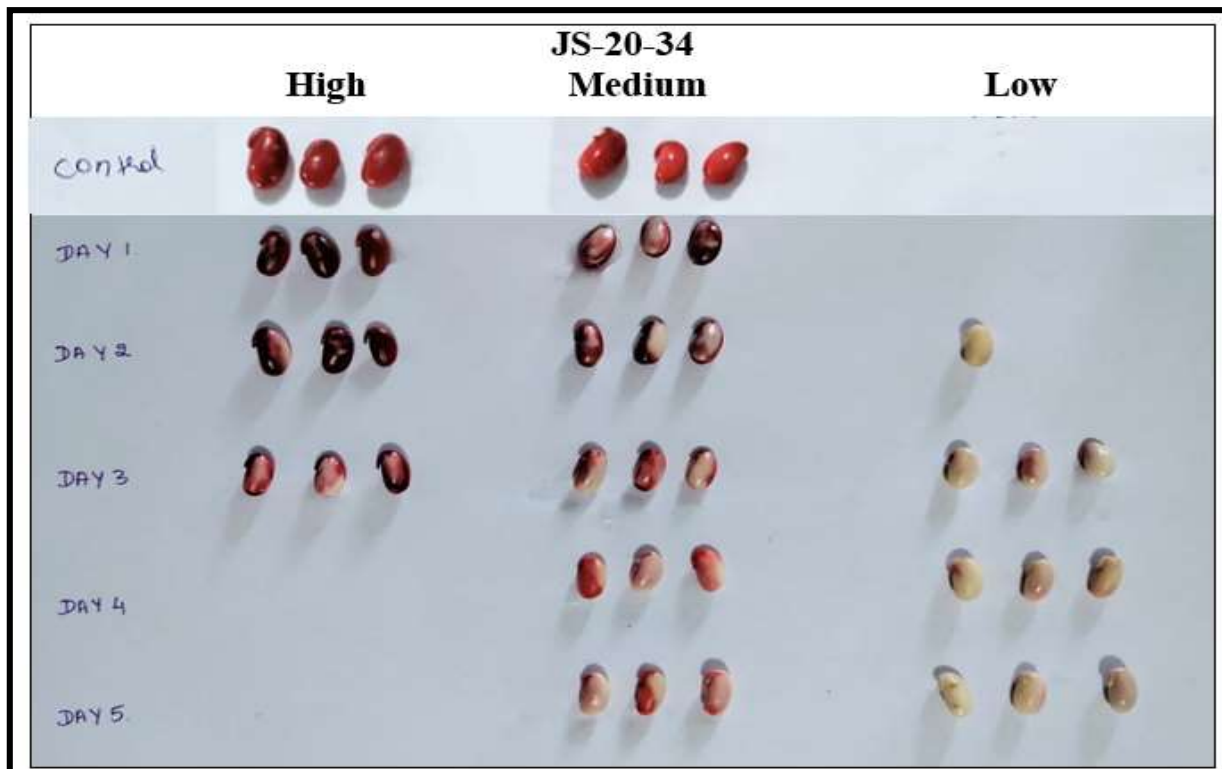 JS-20-34
High Medium Low
Control
DAY 1.
DAY 2
DAY 3
DAY 4
DAY 5.